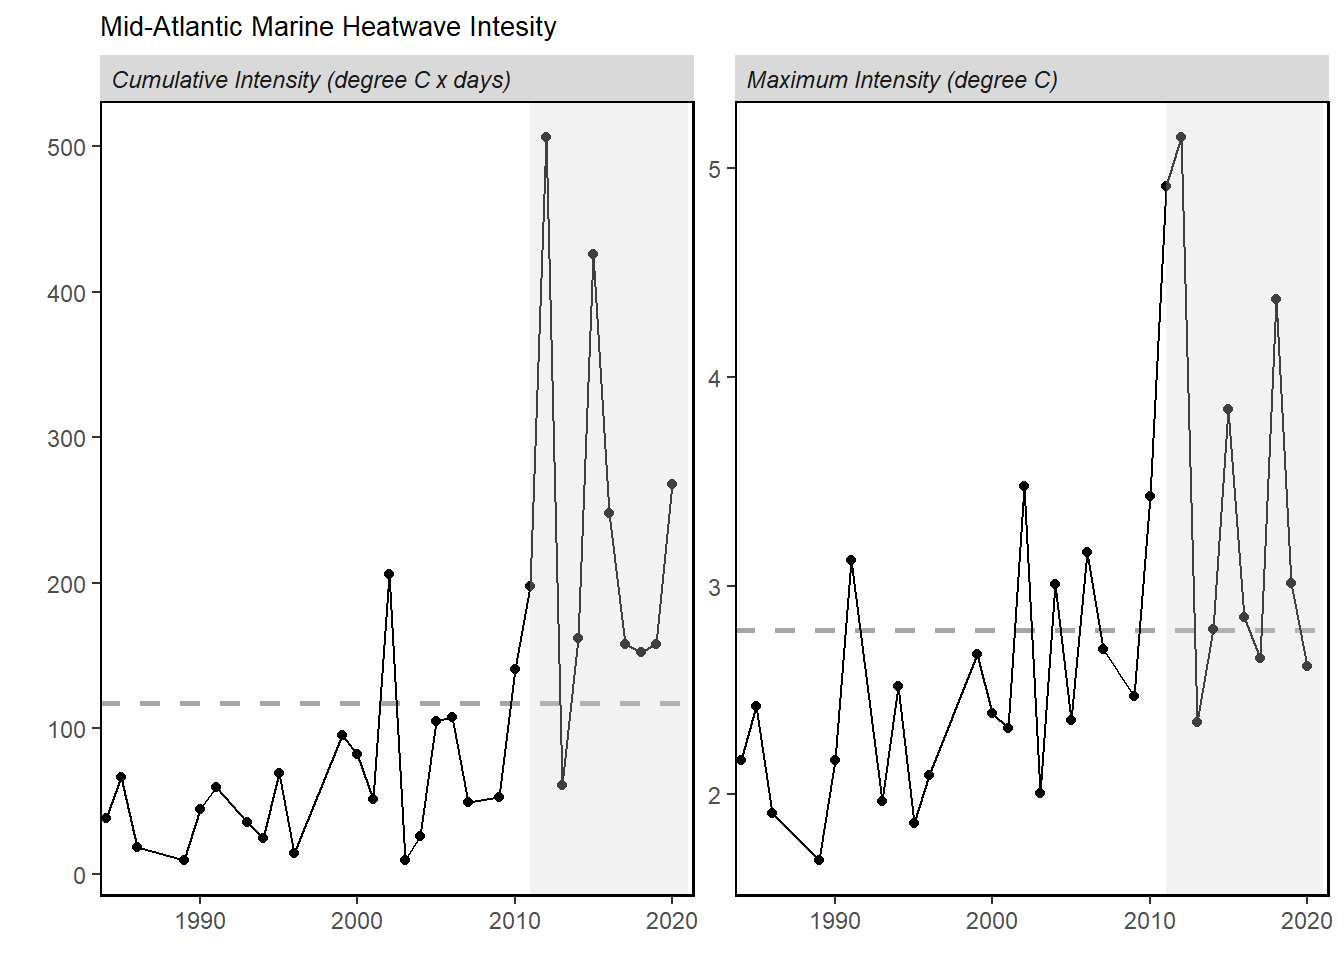 Mid-Atlantic Marine Heatwave Intesity
Cumulative Intensity (degree C x days)
500
400
300
200
100
0
1990 2000 2010 2020
Maximum Intensity (degree C)
5
4
3
2
1990 2000 2010 2020